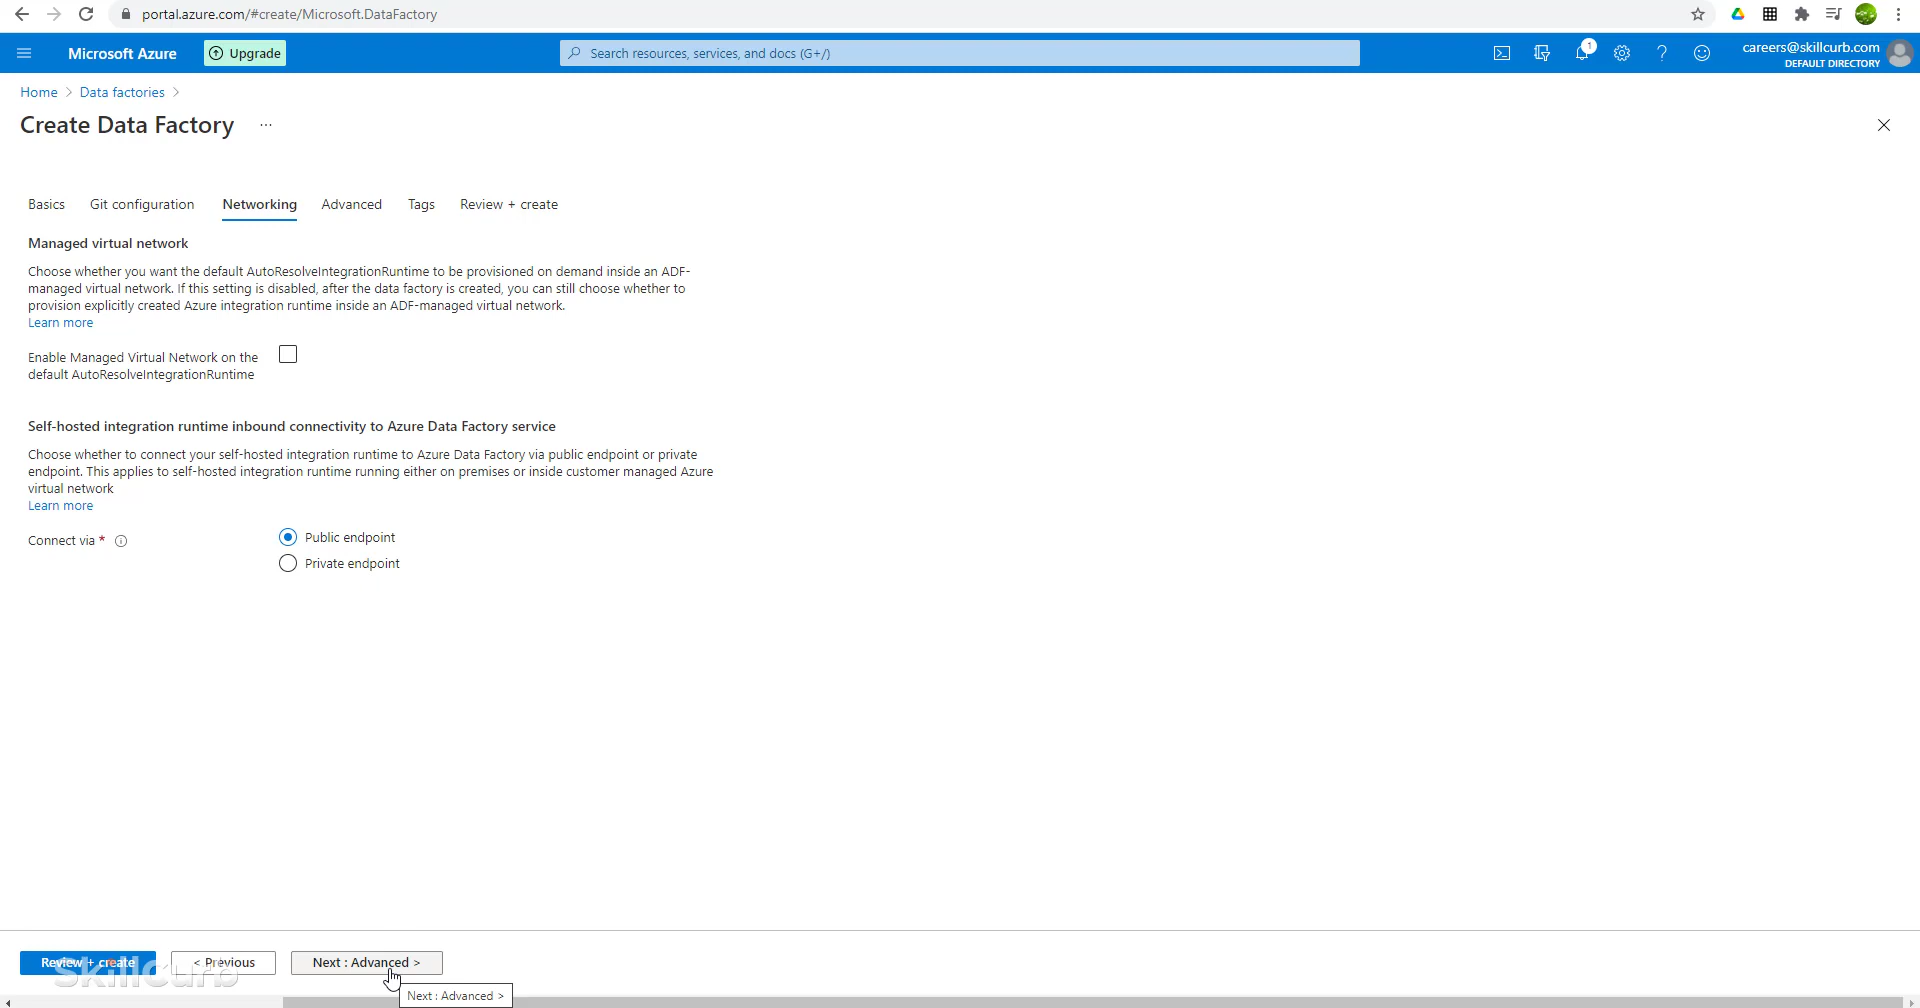 portal.azure.com/#create/Microsoft.DataFactory
Microsoft Azure
Upgrade
Search resources, services, and docs (G+/)
1
careers@skillcurb.com
DEFAULT DIRECTORY
Home > Data factories >
Create Data Factory ...
Basics Git configuration Networking Advanced Tags Review + create
Managed virtual network
Choose whether you want the default AutoResolveIntegrationRuntime to be provisioned on demand inside an ADF-
managed virtual network. If this setting is disabled, after the data factory is created, you can still choose whether to
provision explicitly created Azure integration runtime inside an ADF-managed virtual network.
Learn more
Enable Managed Virtual Network on the
default AutoResolveIntegrationRuntime
Self-hosted integration runtime inbound connectivity to Azure Data Factory service
Choose whether to connect your self-hosted integration runtime to Azure Data Factory via public endpoint or private
endpoint. This applies to self-hosted integration runtime running either on premises or inside customer managed Azure
virtual network
Learn more
Connect via *
Public endpoint
Private endpoint
Review + create
< Previous
Next : Advanced >
SkillCurb
Next : Advanced >